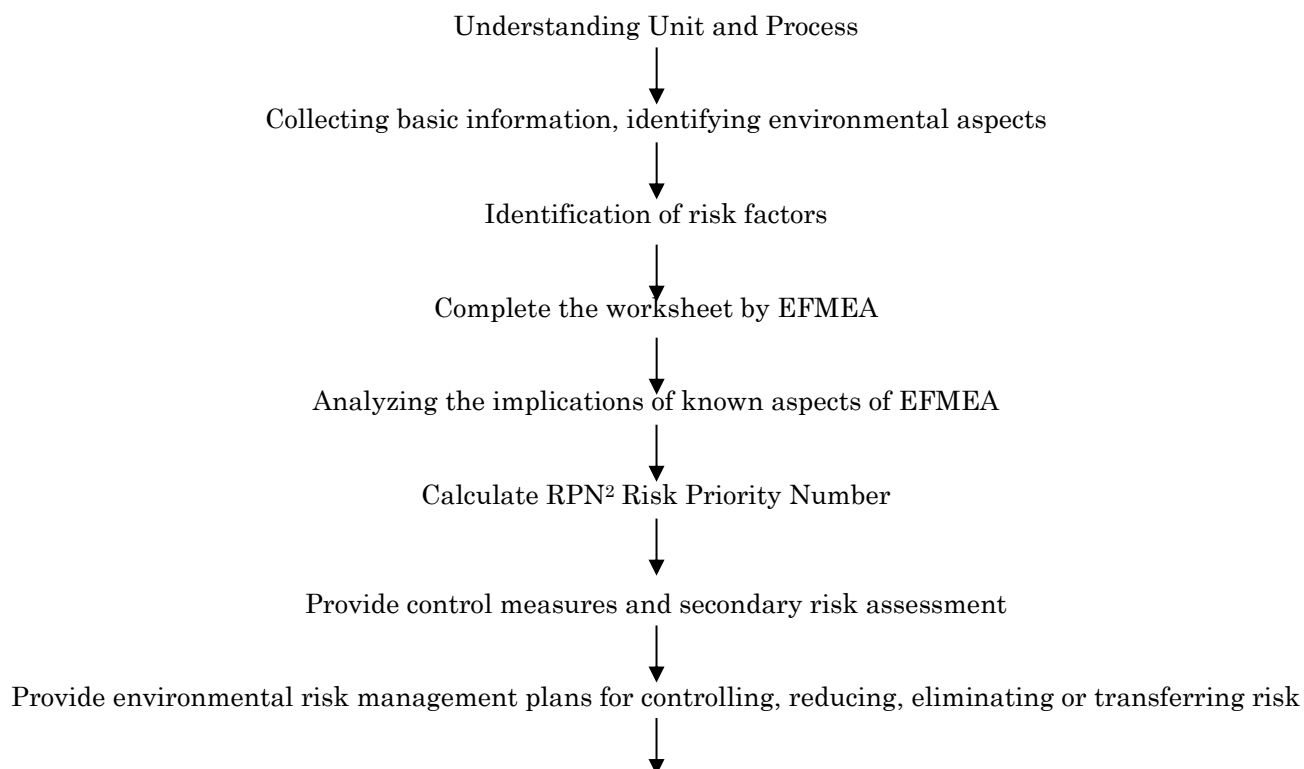 Understanding Unit and Process
Collecting basic information, identifying environmental aspects
Identification of risk factors
Complete the worksheet by EFMEA
Analyzing the implications of known aspects of EFMEA
Calculate RPN² Risk Priority Number
Provide control measures and secondary risk assessment
Provide environmental risk management plans for controlling, reducing, eliminating or transferring risk